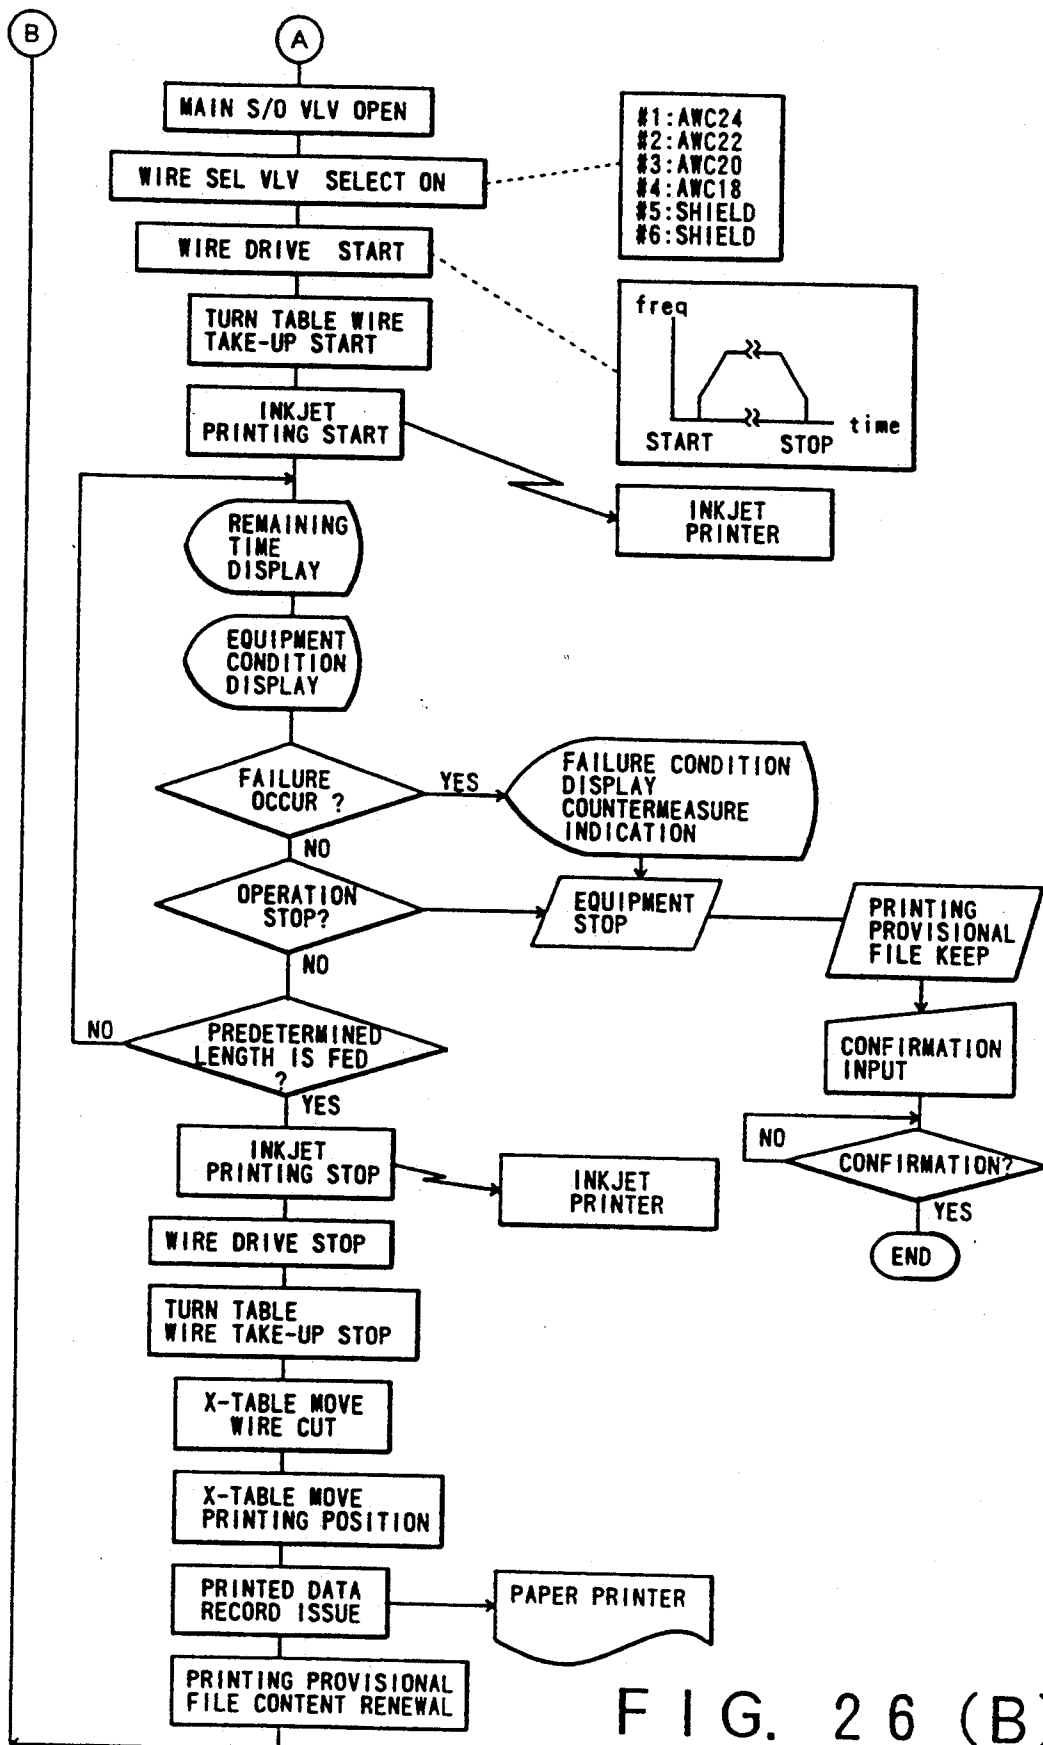 B
A
MAIN S/O VLV OPEN
WIRE SEL VLV SELECT ON
#1:AWC24
#2:AWC22
#3:AWC20
#4:AWC18
#5:SHIELD
#6:SHIELD
WIRE DRIVE START
TURN TABLE WIRE
TAKE-UP START
freq
time
START
STOP
INKJET
PRINTING START
INKJET
PRINTER
REMAINING
TIME
DISPLAY
EQUIPMENT
CONDITION
DISPLAY
FAILURE
OCCUR ?
YES
FAILURE CONDITION
DISPLAY
COUNTERMEASURE
INDICATION
NO
OPERATION
STOP?
EQUIPMENT
STOP
PRINTING
PROVISIONAL
FILE KEEP
NO
NO
PREDETERMINED
LENGTH IS FED
?
YES
CONFIRMATION
INPUT
NO
CONFIRMATION?
YES
END
INKJET
PRINTING STOP
INKJET
PRINTER
WIRE DRIVE STOP
TURN TABLE
WIRE TAKE-UP STOP
X-TABLE MOVE
WIRE CUT
X-TABLE MOVE
PRINTING POSITION
PRINTED DATA
RECORD ISSUE
PAPER PRINTER
PRINTING PROVISIONAL
FILE CONTENT RENEWAL
FIG. 26 (B)